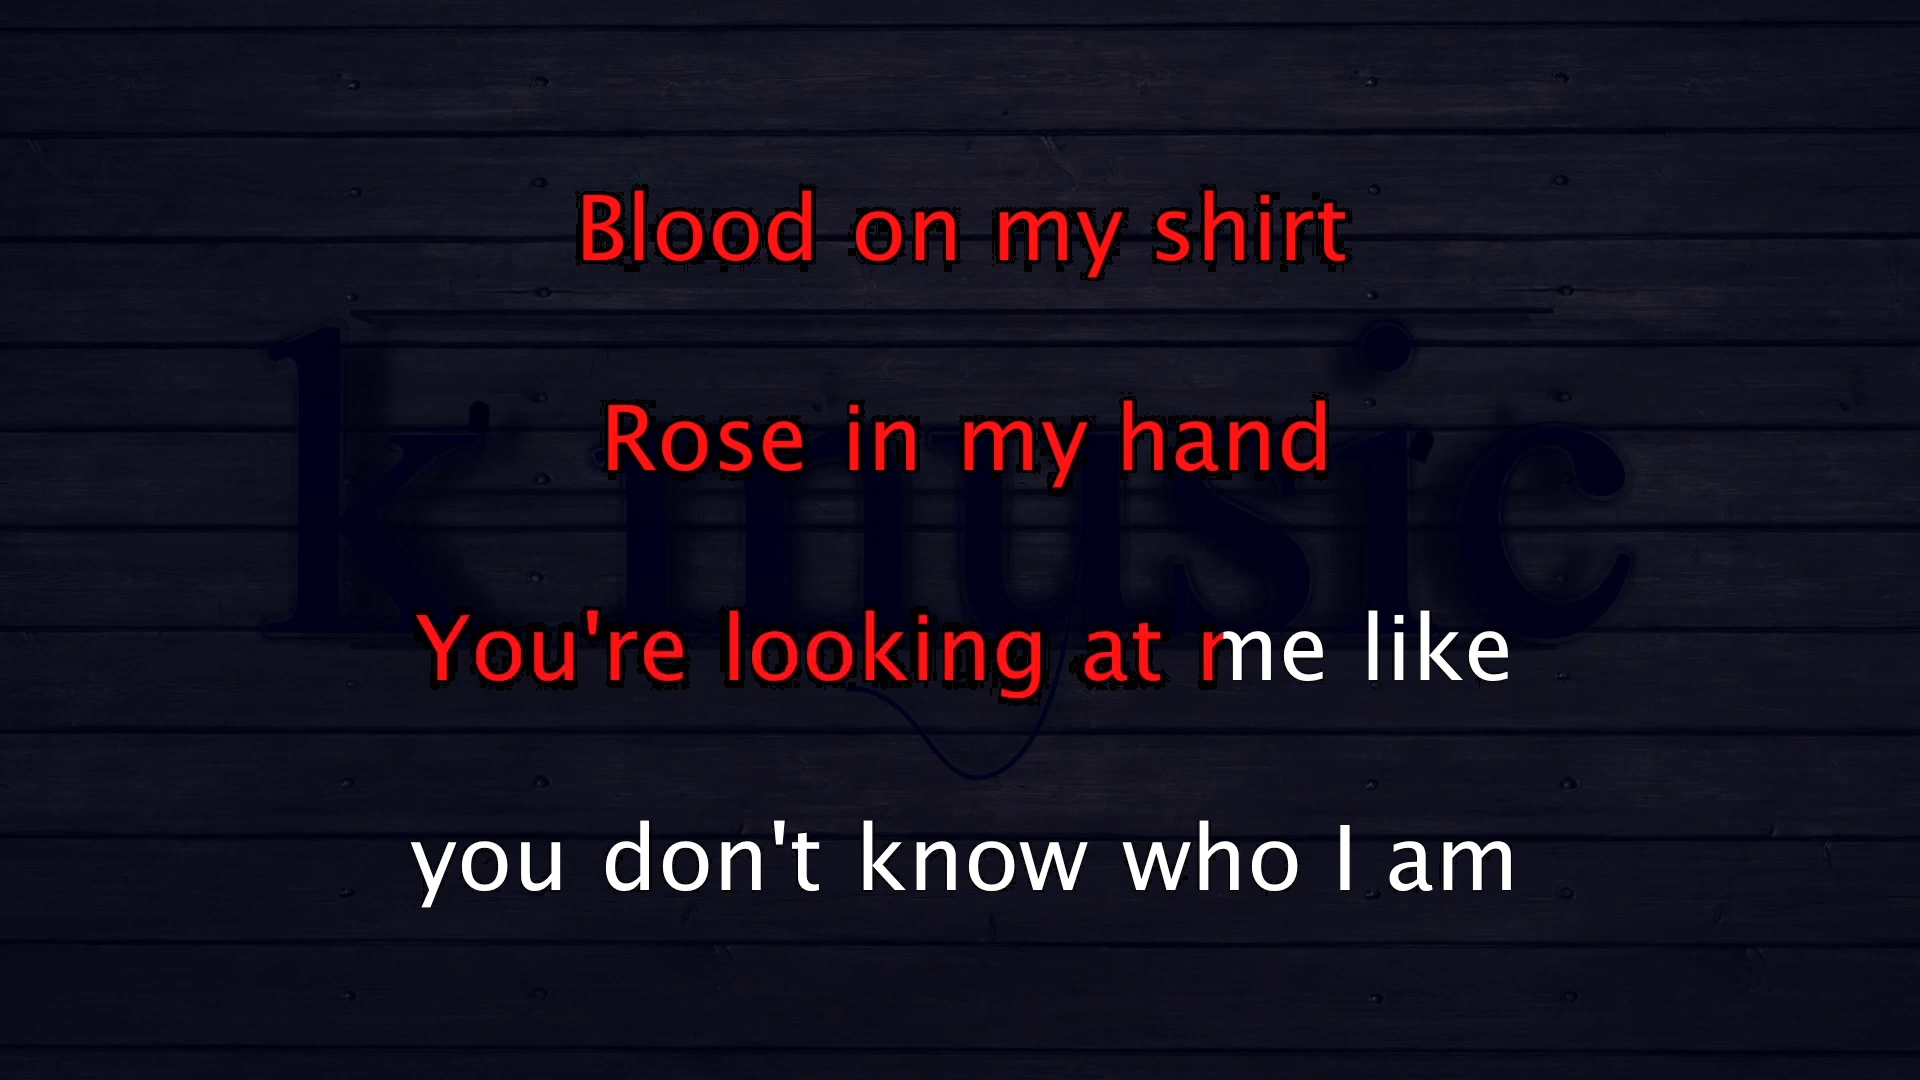 Blood on my shirt
Rose in my hand
You're looking at me like
you don't know who I am
k music